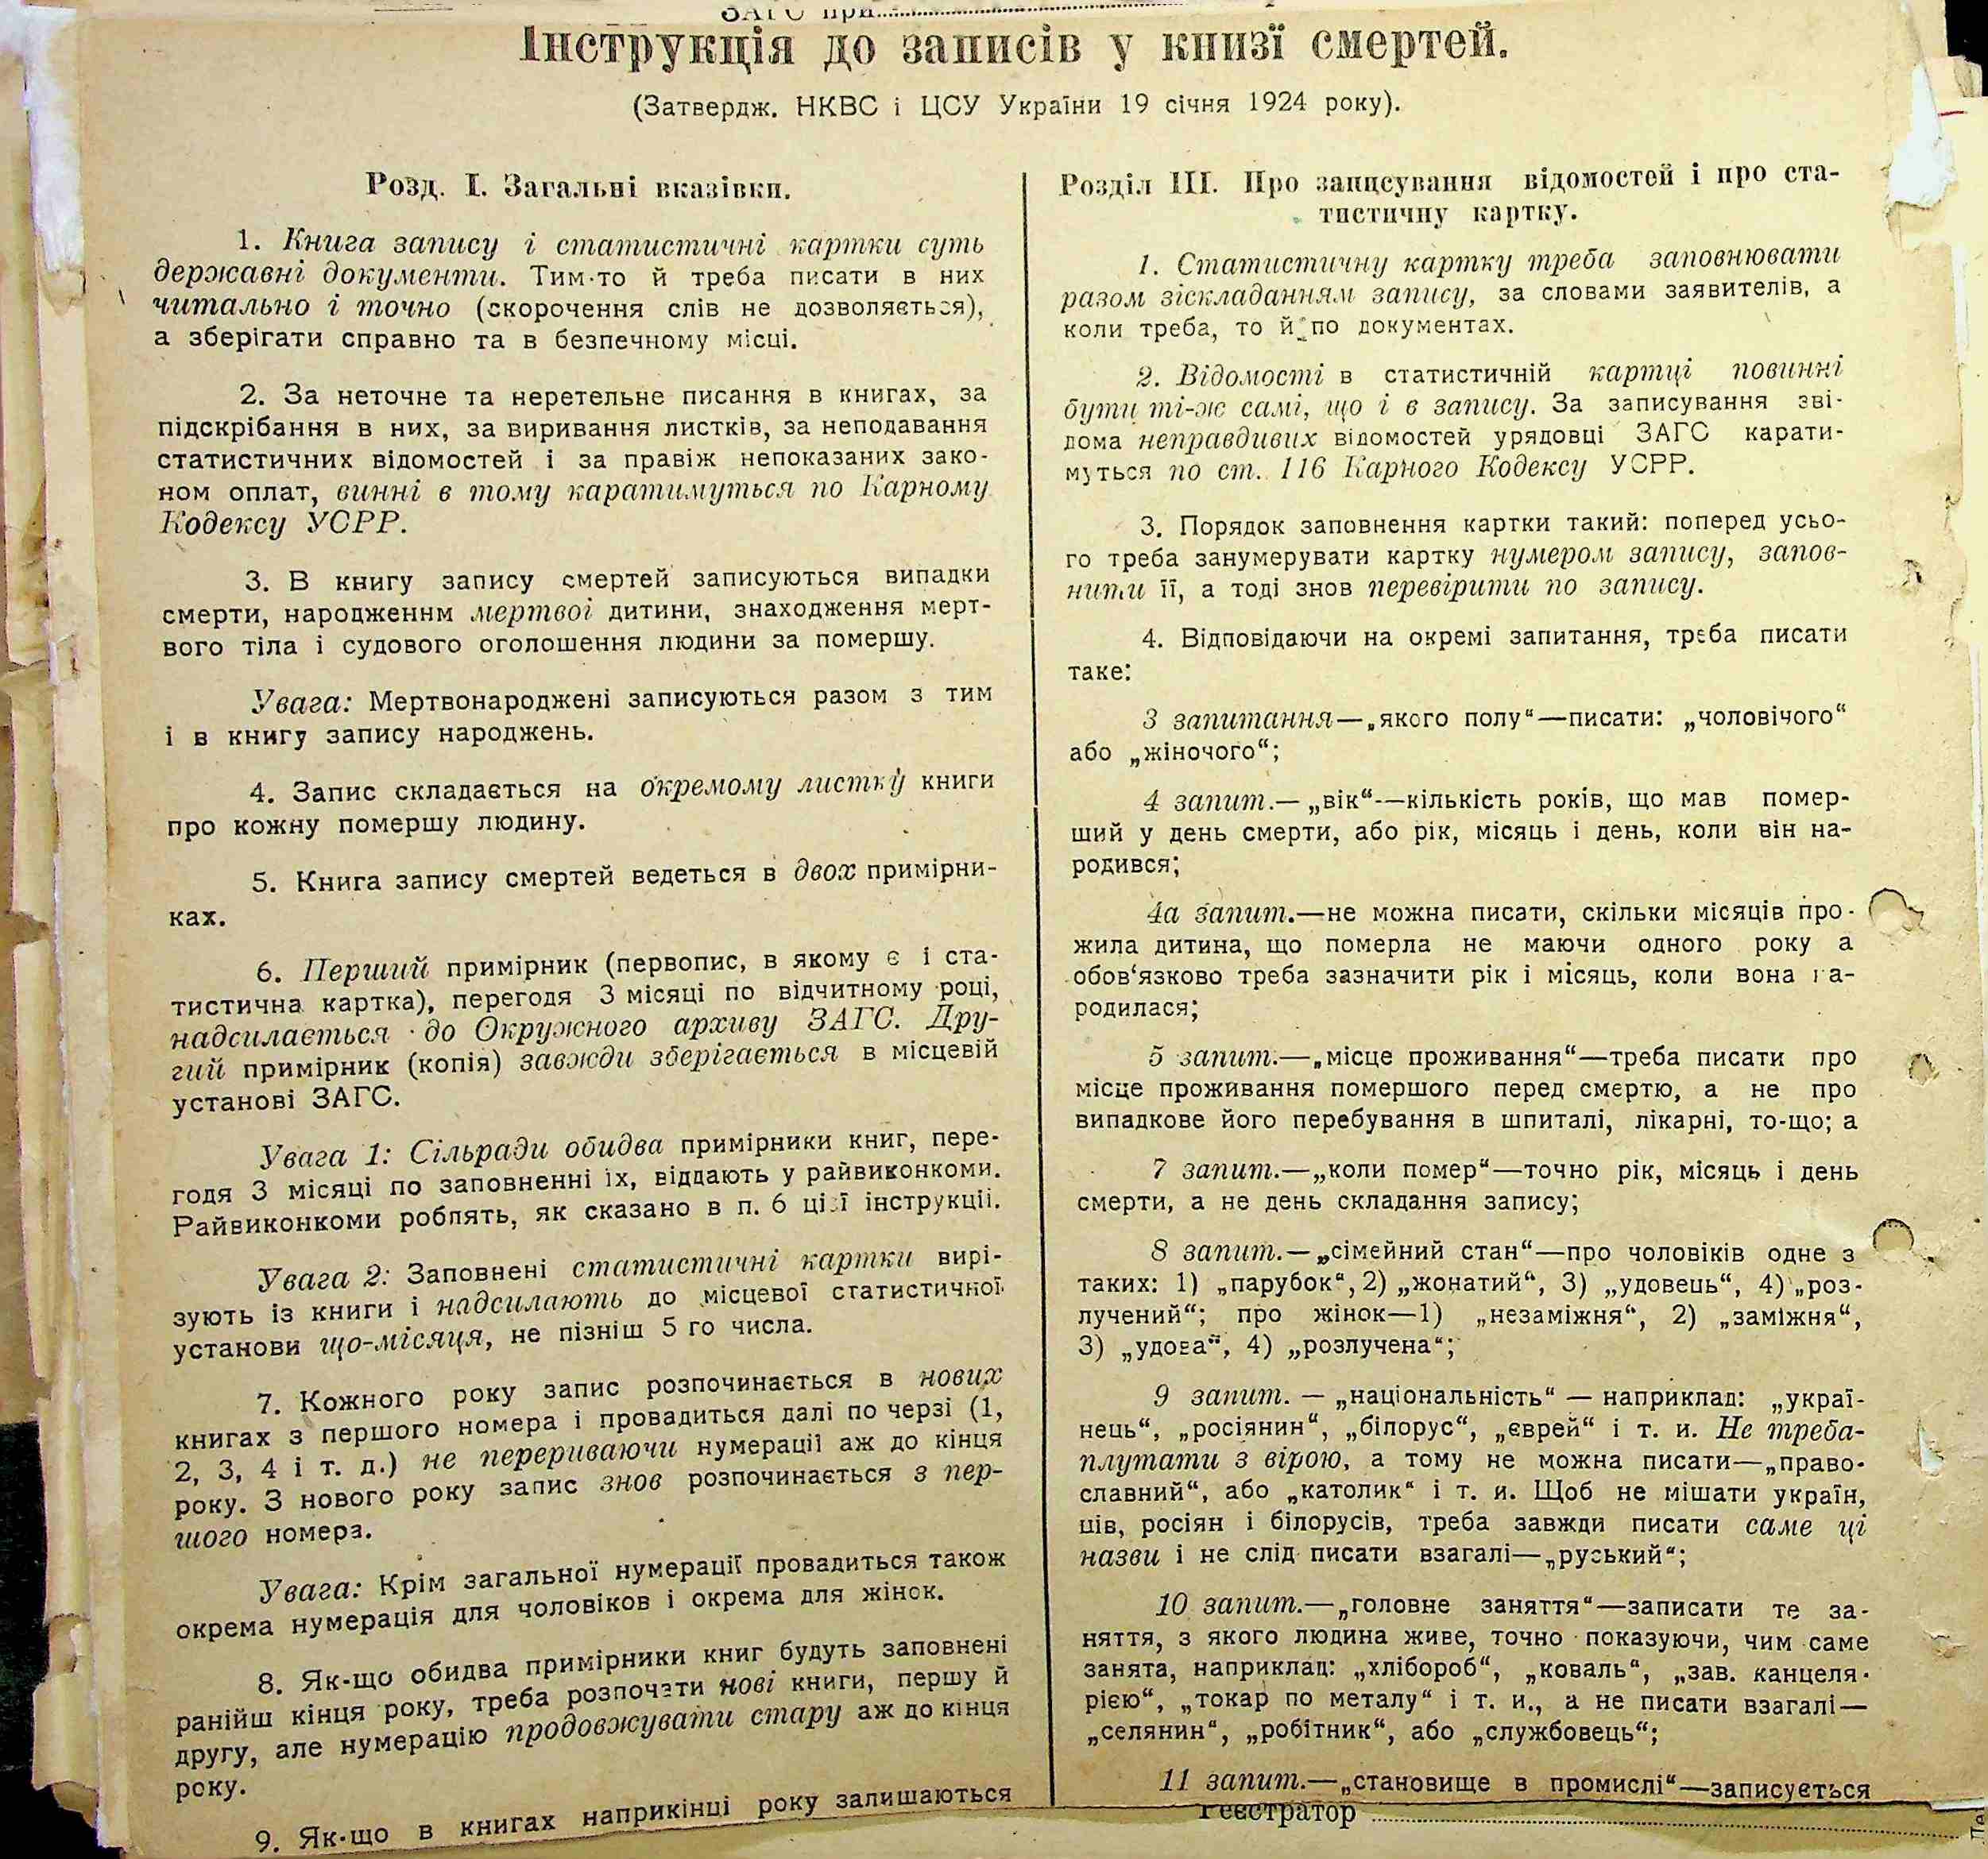 ЗАГС при
Інструкція до записів у книзї смертей.
(Затвердж. НКВС і ЦСУ України 19 січня 1924 року).
Розд. I. Загальні вказівки.
1. Книга запису і статистичні картки суть
державні документи. Тим-то й треба писати в них
читально і точно (скорочення слів не дозволяється),
а зберігати справно та в безпечному місці.
2. За неточне та неретельне писання в книгах, за
підскрібання в них, за виривання листків, за неподавання
статистичних відомостей і за правіж непоказаних зако-
ном оплат, винні в тому каратимуться по Карному
Кодексу УСРР.
3. В книгу запису смертей записуються випадки
смерти, народженнм мертвої дитини, знаходження мерт-
вого тіла і судового оголошення людини за помершу.
Увага: Мертвонароджені записуються разом з тим
і в книгу запису народжень.
4. Запис складається на окремому листку книги
про кожну помершу людину.
5. Книга запису смертей ведеться в двох примірни-
ках.
6. Перший примірник (первопис, в якому є і ста-
тистична картка), перегодя 3 місяці по відчитному році,
надсилається до Окружного архиву ЗАГС. Дру-
гий примірник (копія) завжди зберігається в місцевій
установі ЗАГС.
Увага 1: Сільради обидва примірники книг, пере-
годя 3 місяці по заповненні їх, віддають у райвиконкоми.
Райвиконкоми роблять, як сказано в п. 6 цієї інструкції.
Увага 2: Заповнені статистичні картки вирі-
зують із книги і надсилають до місцевої статистичної
установи що-місяця, не пізніш 5 го числа.
7. Кожного року запис розпочинається в нових
книгах з першого номера і провадиться далі по черзі (1,
2, 3, 4 і т. д.) не перериваючи нумерації аж до кінця
року. З нового року запис знов розпочинається з пер-
шого номера.
Увага: Крім загальної нумерації провадиться також
окрема нумерація для чоловіков і окрема для жінок.
8. Як-що обидва примірники книг будуть заповнені
ранійш кінця року, треба розпочати нові книги, першу й
другу, але нумерацію продовжувати стару аж до кінця
року.
9. Як-що в книгах наприкінці року залишаються
Розділ III. Про запцсування відомостей і про ста-
тистичну картку.
1. Статистичну картку треба заповнювати
разом зіскладанням запису, за словами заявителів, а
коли треба, то й по документах.
2. Відомості в статистичній картці повинні
бути ті-ж самі, що і в запису. За записування зві-
дома неправдивих відомостей урядовці ЗАГС карати-
муться по ст. 116 Карного Кодексу УСРР.
3. Порядок заповнення картки такий: поперед усьо-
го треба занумерувати картку нумером запису, запов-
нити її, а тоді знов перевірити по запису.
4. Відповідаючи на окремі запитання, треба писати
таке:
3 запитання—„якого полу“—писати: „чоловічого“
або „жіночого“;
4 запит.—„вік“—кількість років, що мав помер-
ший у день смерти, або рік, місяць і день, коли він на-
родився;
4а запит.—не можна писати, скільки місяців про-
жила дитина, що померла не маючи одного року а
обов‘язково треба зазначити рік і місяць, коли вона на-
родилася;
5 запит.—„місце проживання“—треба писати про
місце проживання помершого перед смертю, а не про
випадкове його перебування в шпиталі, лікарні, то-що; а
7 запит.—„коли помер“—точно рік, місяць і день
смерти, а не день складання запису;
8 запит.—„сімейний стан“—про чоловіків одне з
таких: 1) „парубок“, 2) „жонатий“, 3) „удовець“, 4) „роз-
лучений“; про жінок—1) „незаміжня“, 2) „заміжня“,
3) „удова“, 4) „розлучена“;
9 запит. — „національність“ — наприклад: „украї-
нець“, „росіянин“, „білорус“, „єврей“ і т. и. Не треба-
плутати з вірою, а тому не можна писати—„право-
славний“, або „католик“ і т. и. Щоб не мішати україн,
ців, росіян і білорусів, треба завжди писати саме ці
назви і не слід писати взагалі—„руський“;
10 запит.—„головне заняття“—записати те за-
няття, з якого людина живе, точно показуючи, чим саме
занята, наприклад: „хлібороб“, „коваль“, „зав. канцеля-
рією“, „токар по металу“ і т. и., а не писати взагалі—
„селянин“, „робітник“, або „службовець“;
11 запит.—„становище в промислі“—записується
Реєстратор